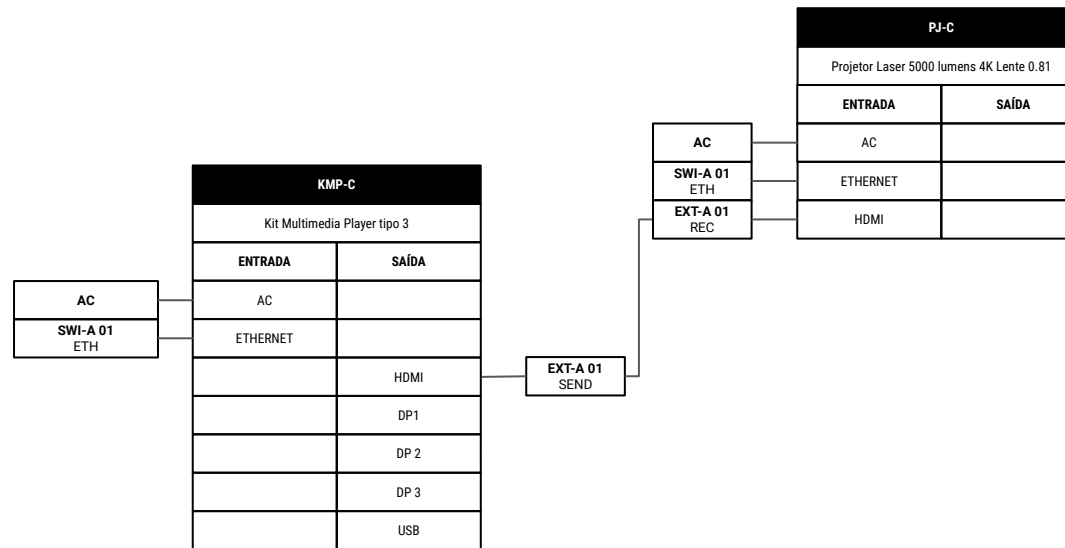 PJ-C
Projetor Laser 5000 lumens 4K Lente 0.81
ENTRADA SAÍDA
AC AC
SWI-A 01
ETH
ETHERNET
EXT-A 01
REC
HDMI
KMP-C
Kit Multimedia Player tipo 3
ENTRADA SAÍDA
AC AC
SWI-A 01
ETH
ETHERNET
HDMI
EXT-A 01
SEND
DP1
DP 2
DP 3
USB